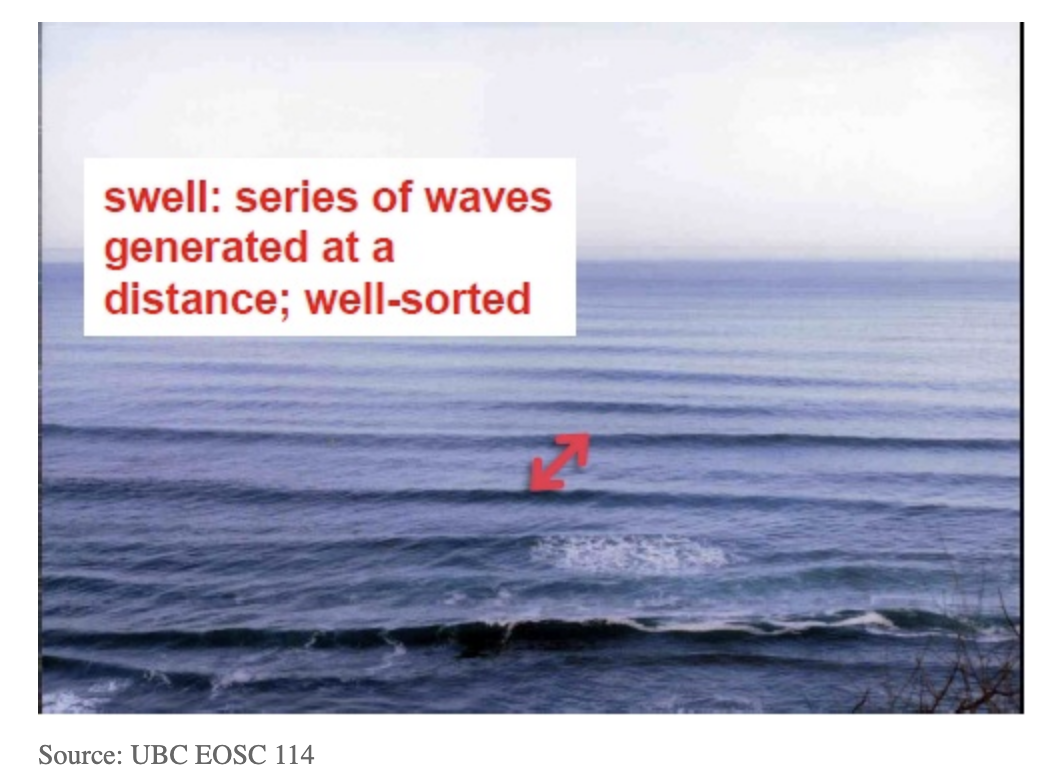 swell: series of waves
generated at a
distance; well-sorted
Source: UBC EOSC 114